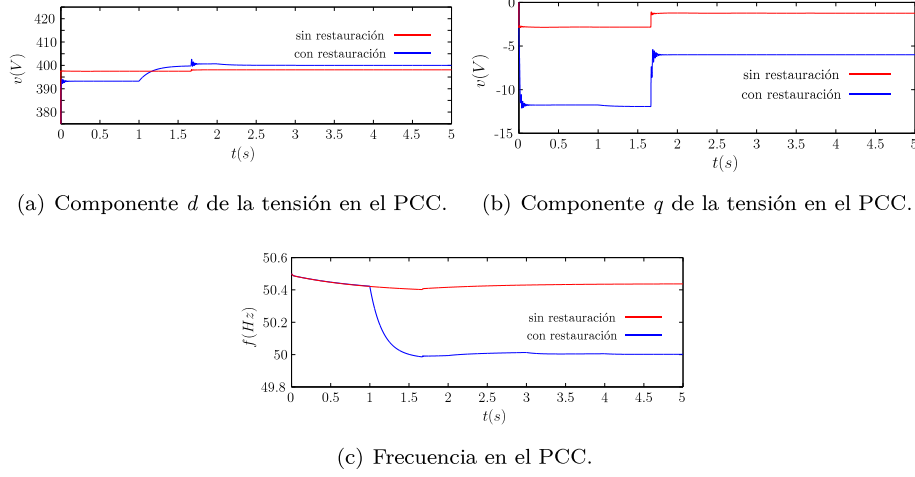 420
410
400
390
380
v(V)
sin restauración
con restauración
0 0.5 1 1.5 2 2.5 3 3.5 4 4.5 5
t(s)
(a) Componente d de la tensión en el PCC.
0
-5
-10
-15
v(V)
sin restauración
con restauración
0 0.5 1 1.5 2 2.5 3 3.5 4 4.5 5
t(s)
(b) Componente q de la tensión en el PCC.
50.6
50.4
50.2
50
49.8
f(Hz)
sin restauración
con restauración
0 0.5 1 1.5 2 2.5 3 3.5 4 4.5 5
t(s)
(c) Frecuencia en el PCC.